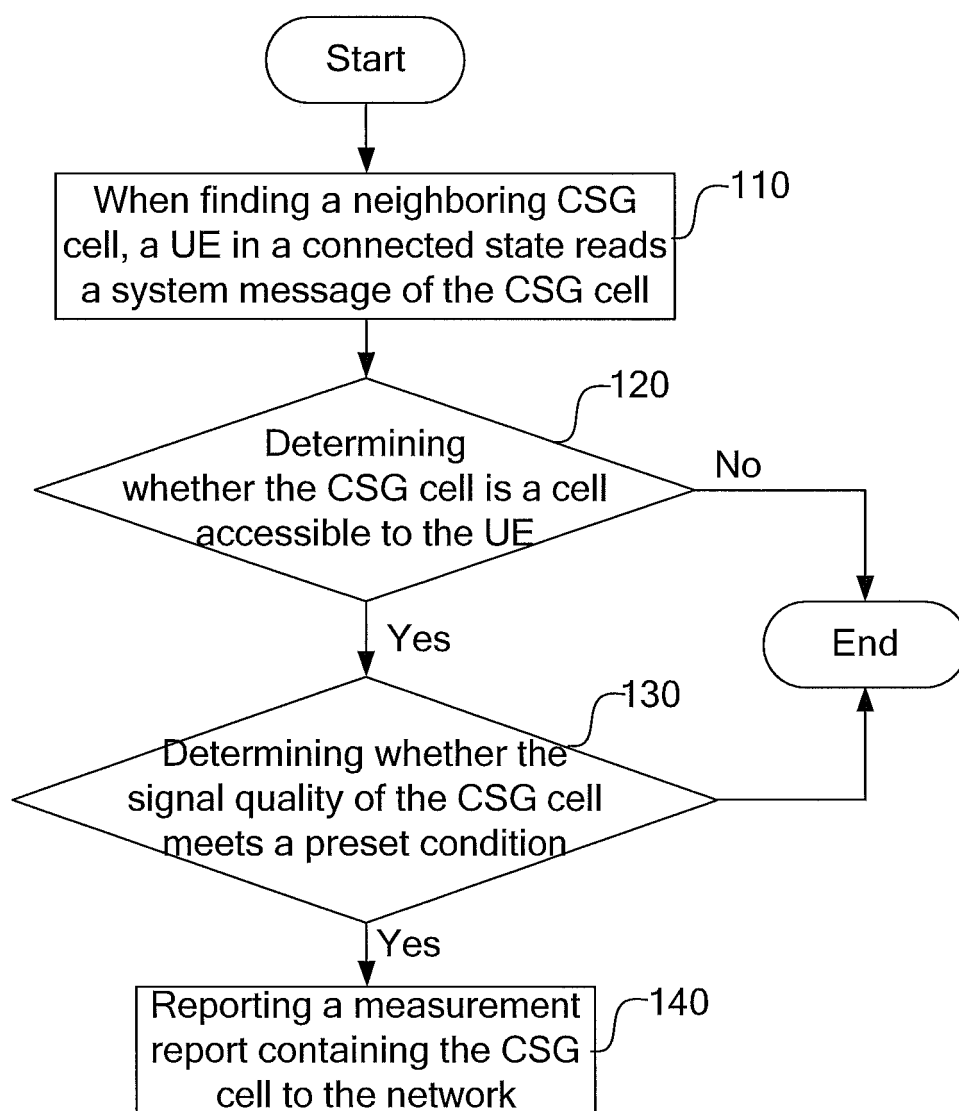 Start
When finding a neighboring CSG
cell, a UE in a connected state reads
a system message of the CSG cell
110
120
Determining
whether the CSG cell is a cell
accessible to the UE
No
Yes
End
130
Determining whether the
signal quality of the CSG cell
meets a preset condition
Yes
Reporting a measurement
report containing the CSG
cell to the network
140